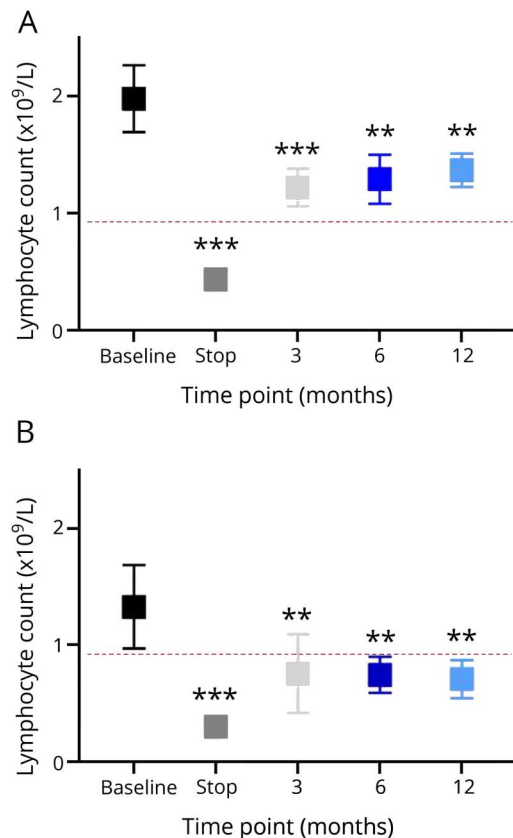 A
Lymphocyte count (x10⁹/L)
2
1
0
***
***
**
**
Baseline Stop 3 6 12
Time point (months)
B
Lymphocyte count (x10⁹/L)
2
1
0
***
**
**
**
Baseline Stop 3 6 12
Time point (months)